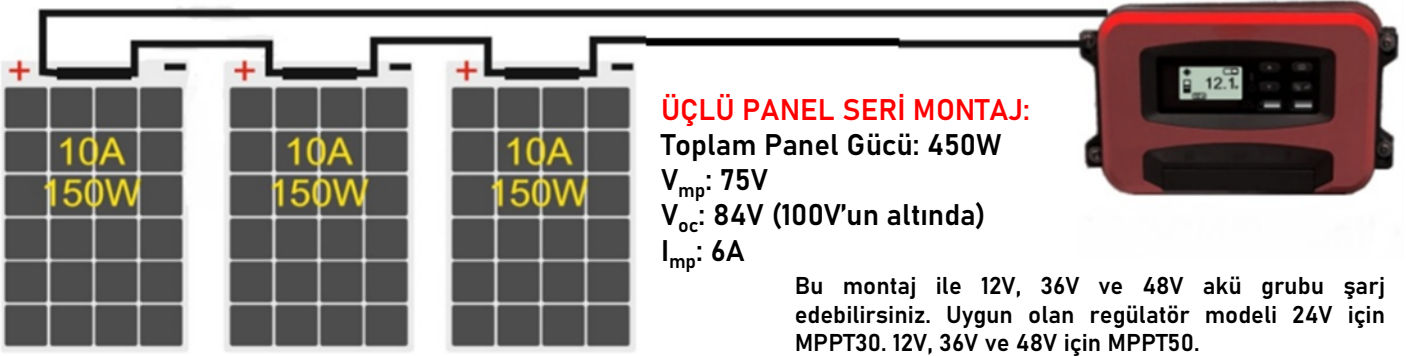 + - + - + -
10A 10A 10A
150W 150W 150W
12.1
ÜÇLÜ PANEL SERİ MONTAJ:
Toplam Panel Gücü: 450W
Vmp: 75V
Voc: 84V (100V’un altında)
Imp: 6A
Bu montaj ile 12V, 36V ve 48V akü grubu şarj
edebilirsiniz. Uygun olan regülatör modeli 24V için
MPPT30. 12V, 36V ve 48V için MPPT50.